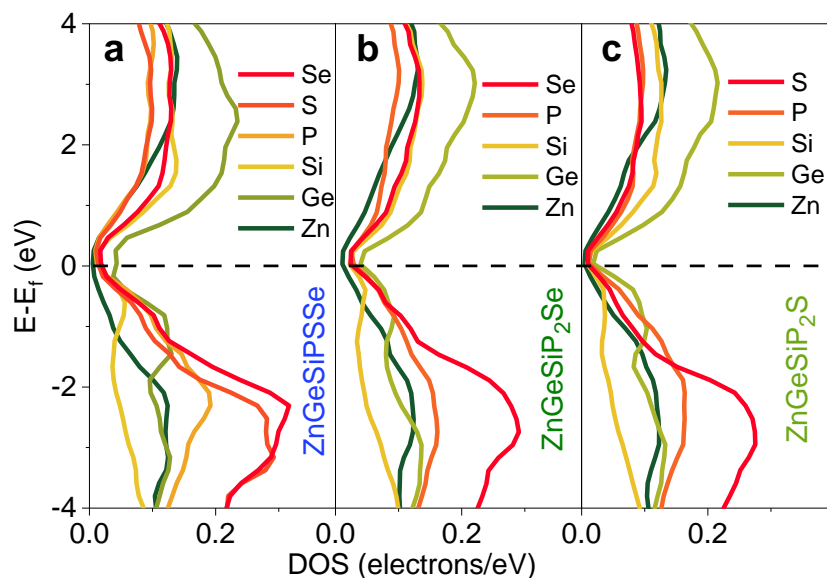 a
Se
S
P
Si
Ge
Zn
ZnGeSiPSSe
b
Se
P
Si
Ge
Zn
ZnGeSiP₂Se
c
S
P
Si
Ge
Zn
ZnGeSiP₂S
E-E_f (eV)
4
2
0
-2
-4
0.0
0.2
0.0
0.2
0.0
0.2
DOS (electrons/eV)